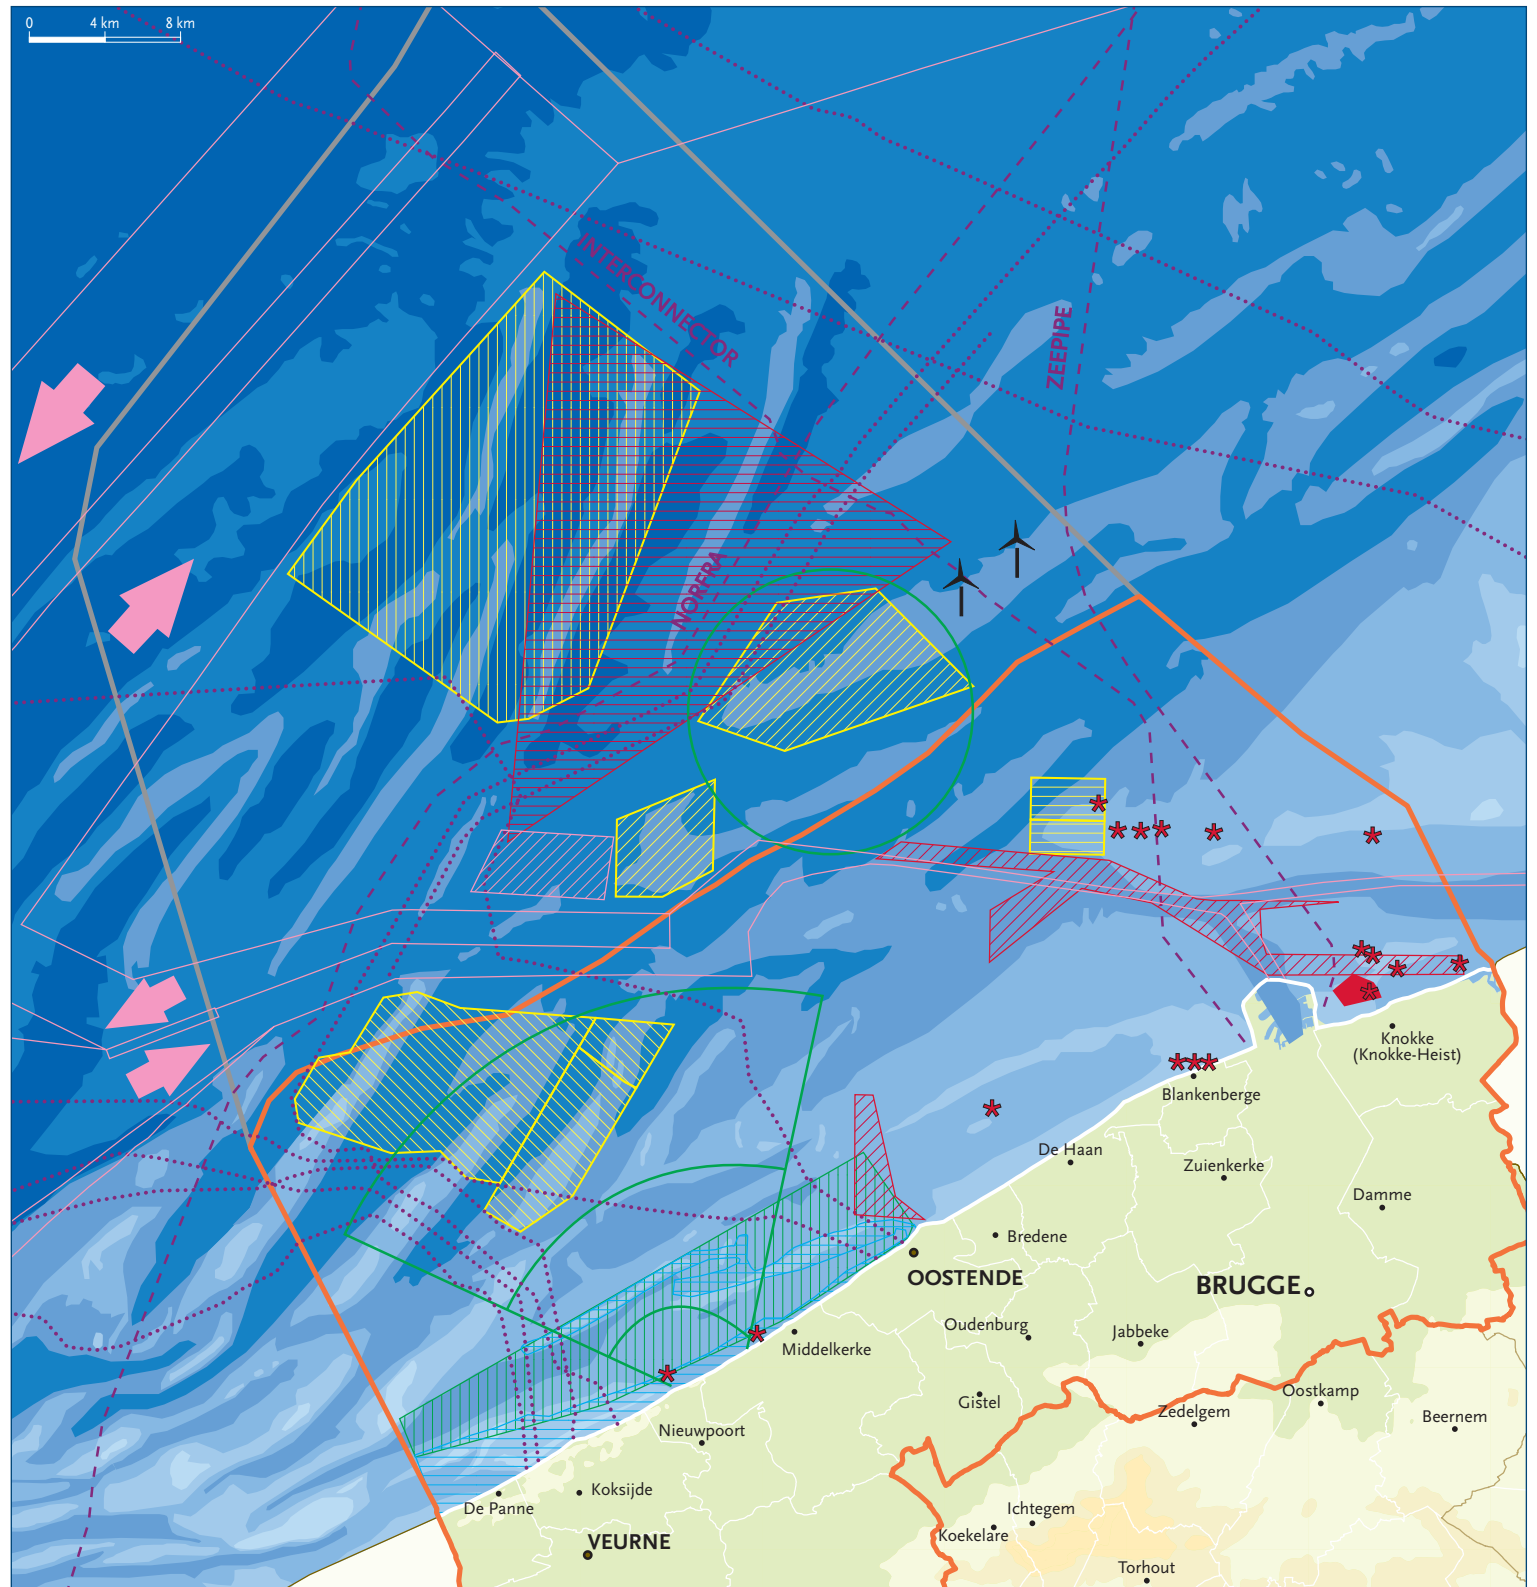 0 4 km 8 km
INTERCONNECTOR
ZEEPIPE
NORFRA
Knokke
(Knokke-Heist)
Blankenberge
De Haan
Zuienkerke
Damme
Bredene
OOSTENDE
BRUGGE
Oudenburg
Jabbeke
Middelkerke
Gistel
Oostkamp
Zedelgem
Beernem
Nieuwpoort
Koksijde
De Panne
Ichtegem
Koekelare
VEURNE
Torhout